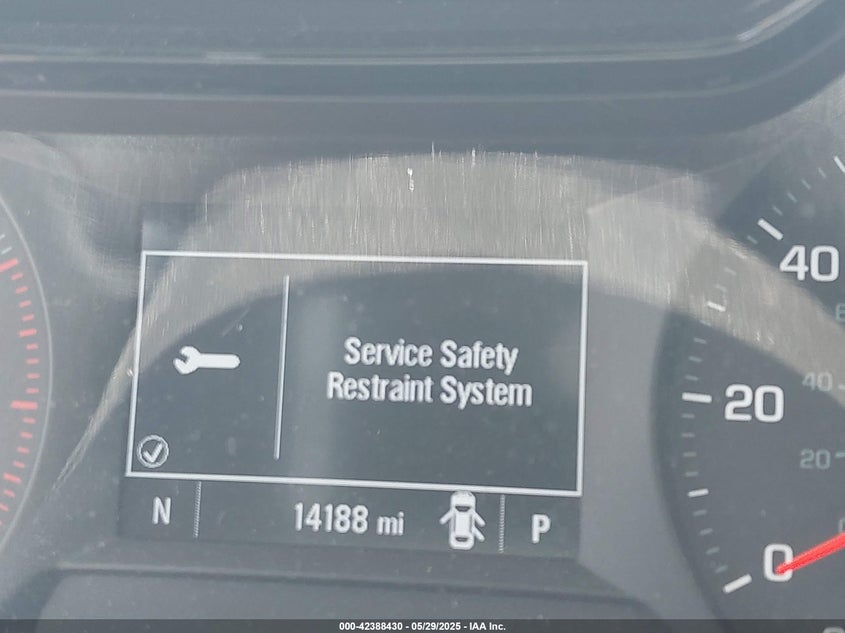 Service Safety
Restraint System
N
14188 mi
P
40
20
0
40
20
000-42388430 - 05/29/2025 - IAA Inc.